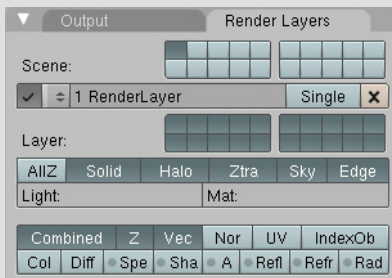 Output Render Layers
Scene:
1 RenderLayer Single X
Layer:
AllZ Solid Halo Ztra Sky Edge
Light: Mat:
Combined Z Vec Nor UV IndexOb
Col Diff Spe Sha A Refl Refr Rad